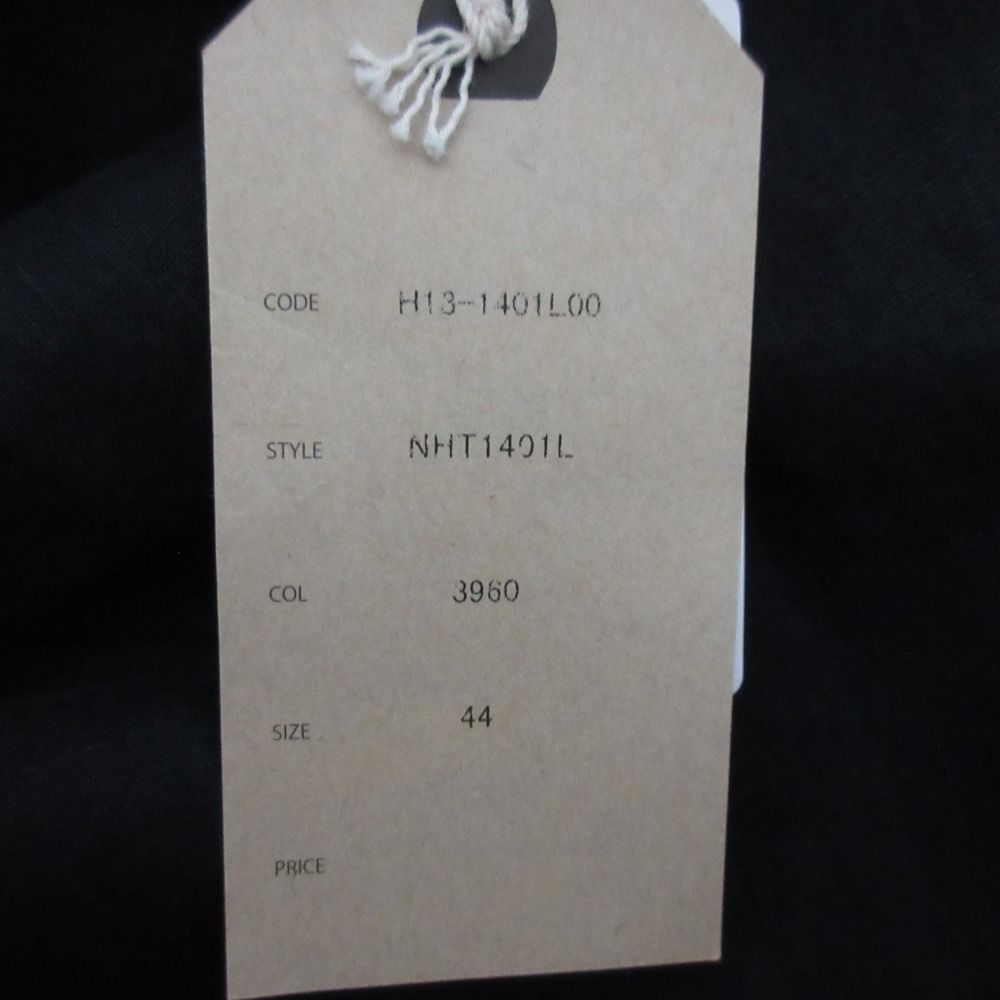 CODE H13-1401L00
STYLE NHT1401L
COL 3960
SIZE 44
PRICE